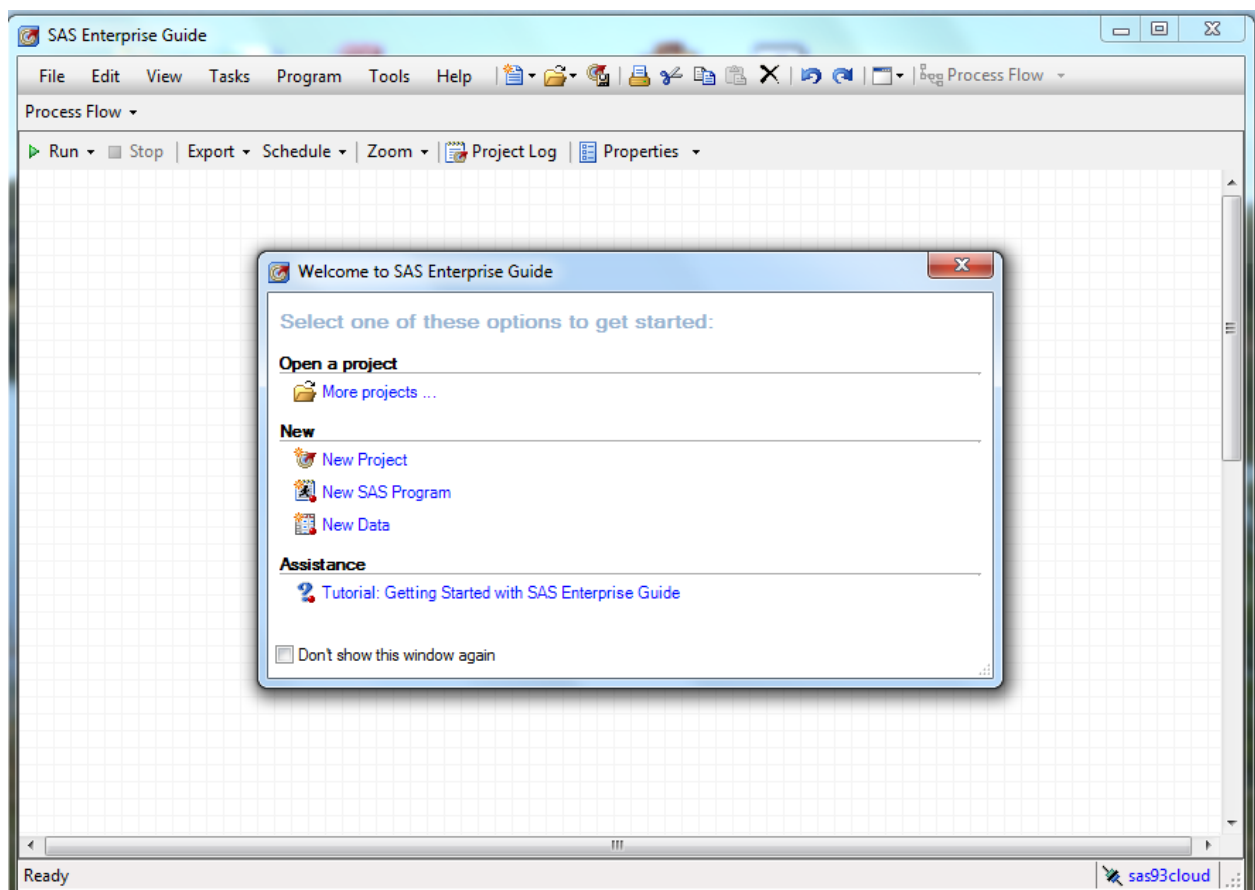 SAS Enterprise Guide
File Edit View Tasks Program Tools Help Process Flow
Process Flow
Run Stop Export Schedule Zoom Project Log Properties
Welcome to SAS Enterprise Guide
Select one of these options to get started:
Open a project
More projects ...
New
New Project
New SAS Program
New Data
Assistance
Tutorial: Getting Started with SAS Enterprise Guide
Don't show this window again
Ready sas93cloud